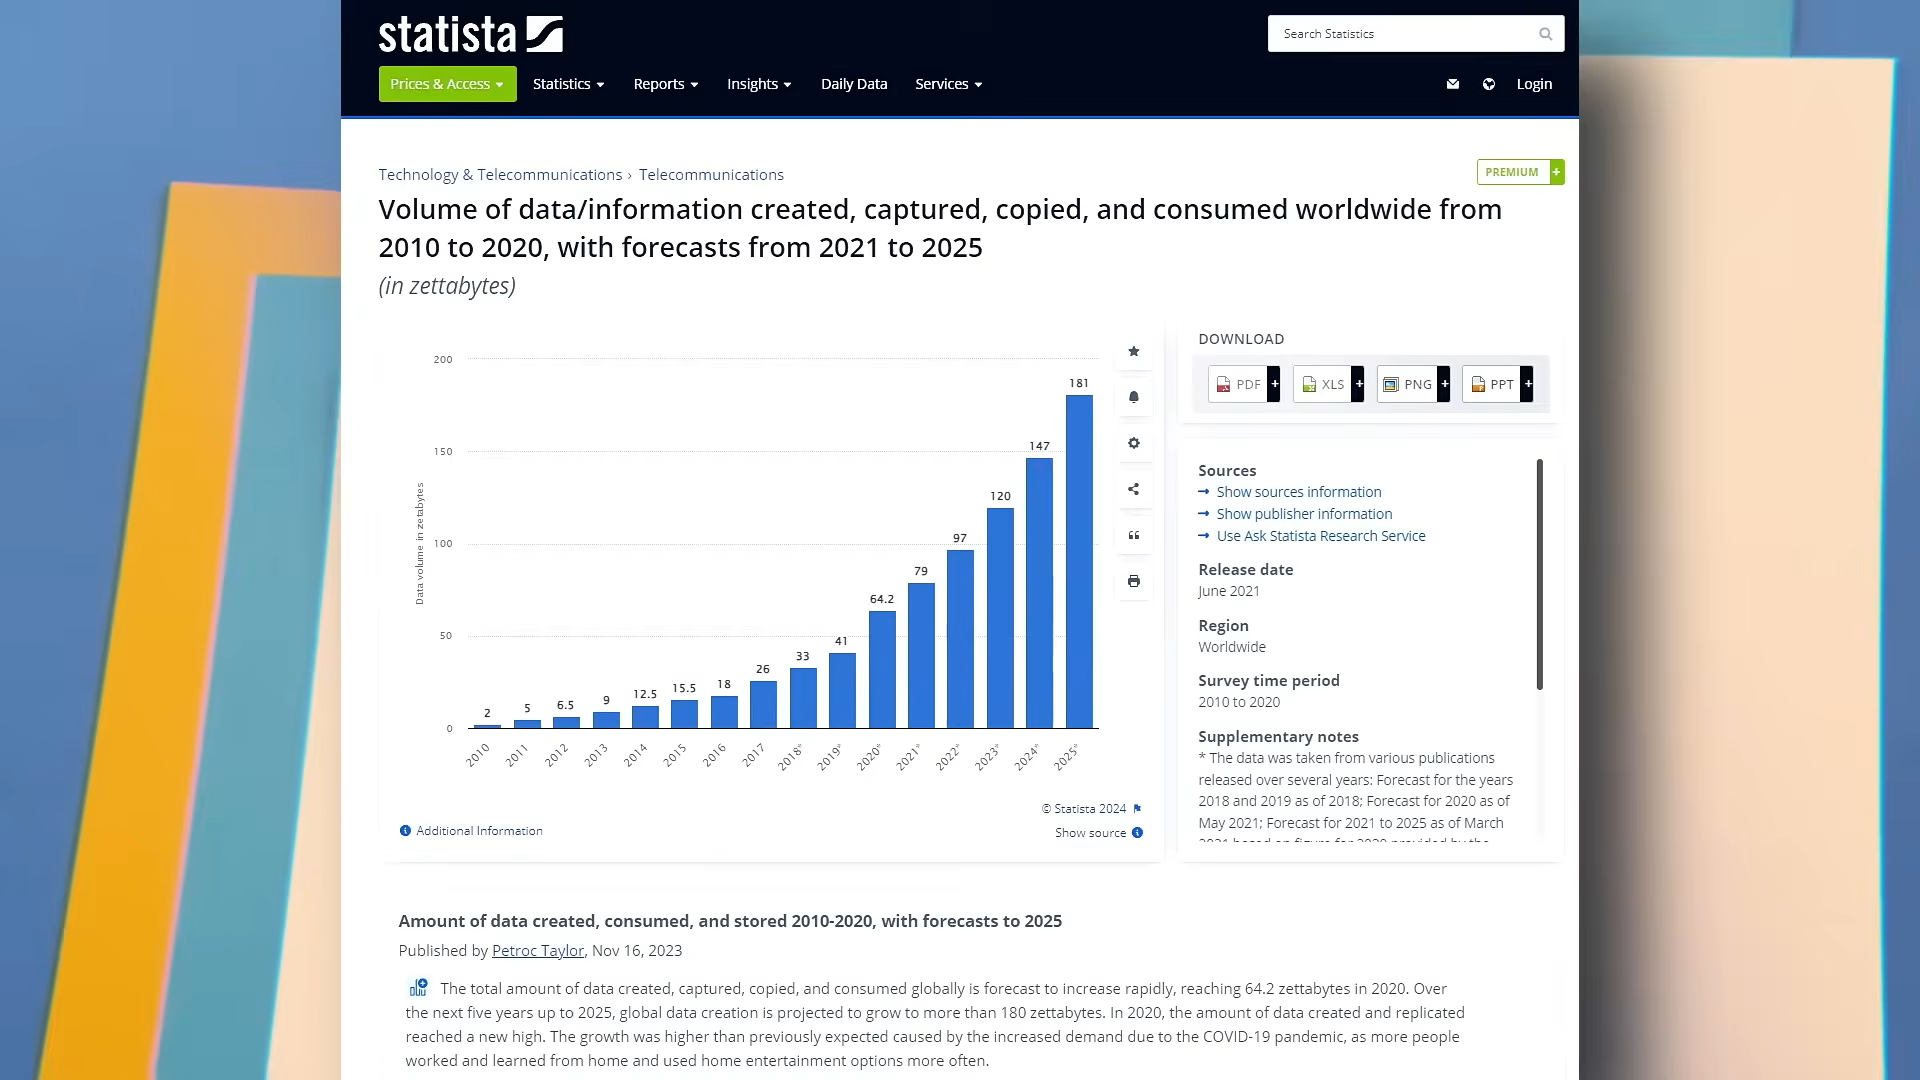 statista
Search Statistics
Prices & Access
Statistics
Reports
Insights
Daily Data
Services
Login
Technology & Telecommunications › Telecommunications
PREMIUM +
Volume of data/information created, captured, copied, and consumed worldwide from
2010 to 2020, with forecasts from 2021 to 2025
(in zettabytes)
Data volume in zetabytes
200
150
100
50
0
2
5
6.5
9
12.5
15.5
18
26
33
41
64.2
79
97
120
147
181
2010
2011
2012
2013
2014
2015
2016
2017
2018*
2019*
2020*
2021*
2022*
2023*
2024*
2025*
© Statista 2024
Additional Information
Show source
DOWNLOAD
PDF +
XLS +
PNG +
PPT +
Sources
Show sources information
Show publisher information
Use Ask Statista Research Service
Release date
June 2021
Region
Worldwide
Survey time period
2010 to 2020
Supplementary notes
* The data was taken from various publications
released over several years: Forecast for the years
2018 and 2019 as of 2018; Forecast for 2020 as of
May 2021; Forecast for 2021 to 2025 as of March
2021 based on figure for 2020 provided by the
Amount of data created, consumed, and stored 2010-2020, with forecasts to 2025
Published by Petroc Taylor, Nov 16, 2023
The total amount of data created, captured, copied, and consumed globally is forecast to increase rapidly, reaching 64.2 zettabytes in 2020. Over
the next five years up to 2025, global data creation is projected to grow to more than 180 zettabytes. In 2020, the amount of data created and replicated
reached a new high. The growth was higher than previously expected caused by the increased demand due to the COVID-19 pandemic, as more people
worked and learned from home and used home entertainment options more often.